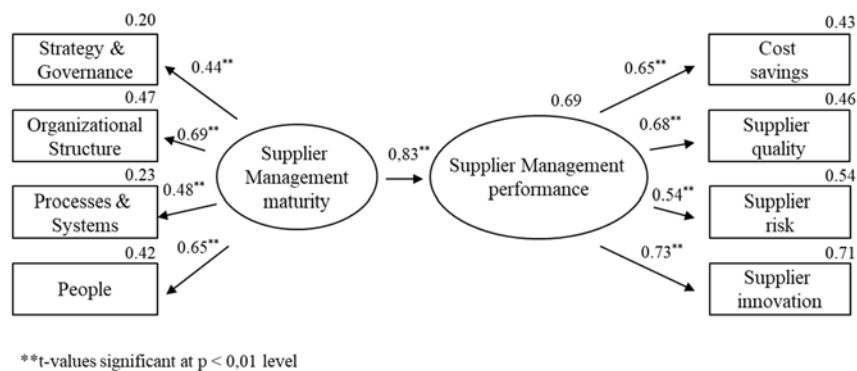 0.20
Strategy &
Governance
0.44**
0.47
Organizational
Structure
0.69**
0.23
Processes &
Systems
0.48**
0.42
People
0.65**
Supplier
Management
maturity
0,83**
0.69
Supplier Management
performance
0.65**
0.43
Cost
savings
0.68**
0.46
Supplier
quality
0.54**
0.54
Supplier
risk
0.73**
0.71
Supplier
innovation
**t-values significant at p < 0,01 level